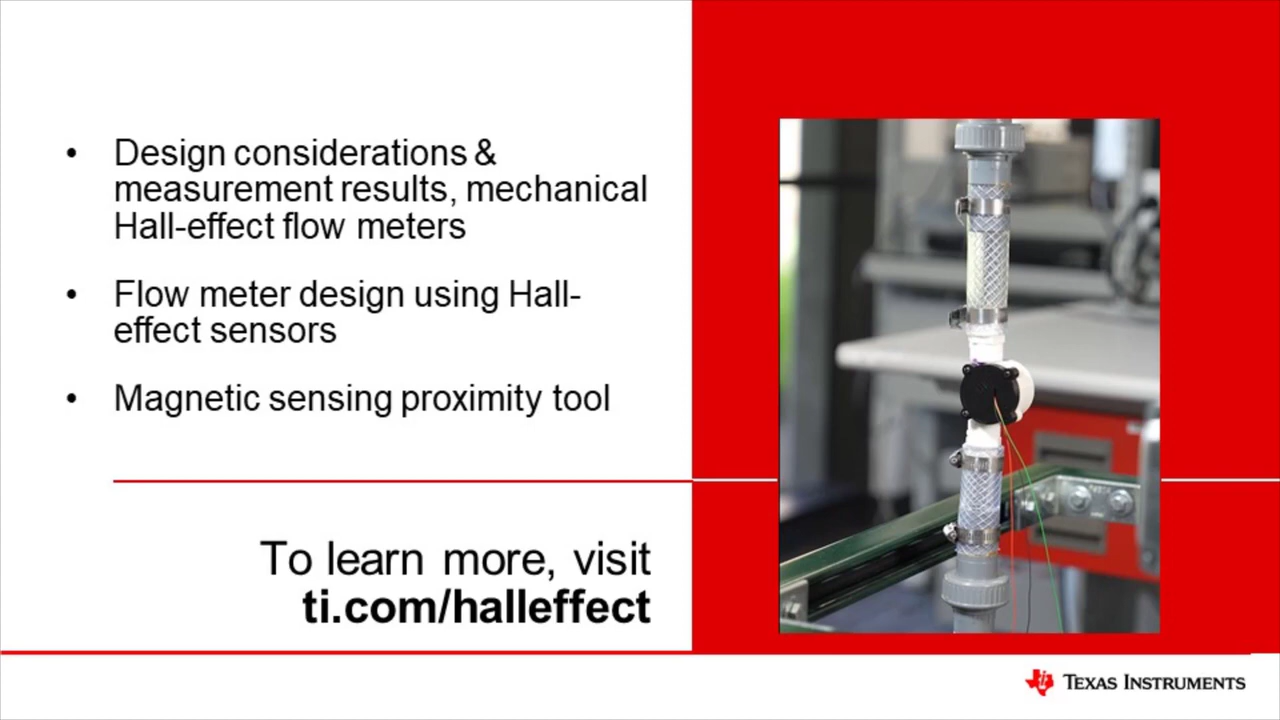 • Design considerations &
measurement results, mechanical
Hall-effect flow meters
• Flow meter design using Hall-
effect sensors
• Magnetic sensing proximity tool
To learn more, visit
ti.com/halleffect
TEXAS INSTRUMENTS